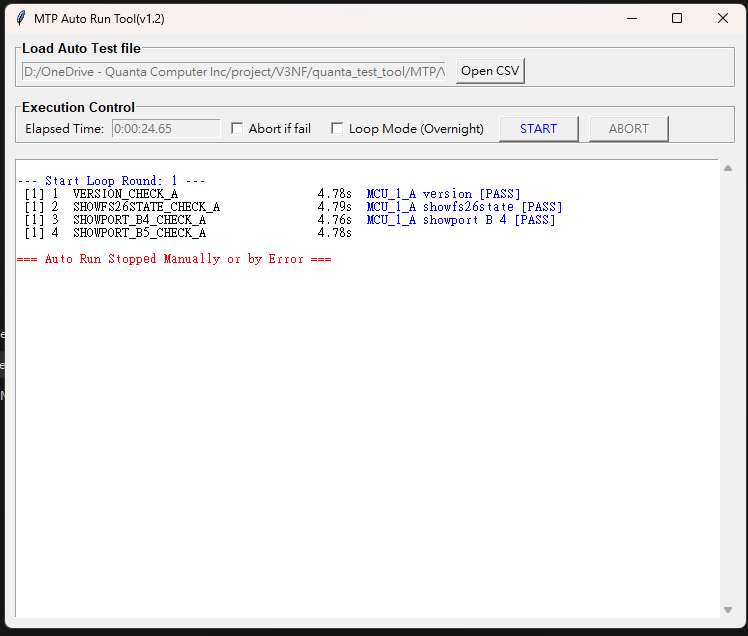 MTP Auto Run Tool(v1.2)
Load Auto Test file
D:/OneDrive - Quanta Computer Inc/project/V3NF/quanta_test_tool/MTP/
Open CSV
Execution Control
Elapsed Time: 0:00:24.65 Abort if fail Loop Mode (Overnight) START ABORT
--- Start Loop Round: 1 ---
[1] 1 VERSION_CHECK_A 4.78s MCU_1_A version [PASS]
[1] 2 SHOWFS26STATE_CHECK_A 4.79s MCU_1_A showfs26state [PASS]
[1] 3 SHOWPORT_B4_CHECK_A 4.76s MCU_1_A showport B 4 [PASS]
[1] 4 SHOWPORT_B5_CHECK_A 4.78s
=== Auto Run Stopped Manually or by Error ===